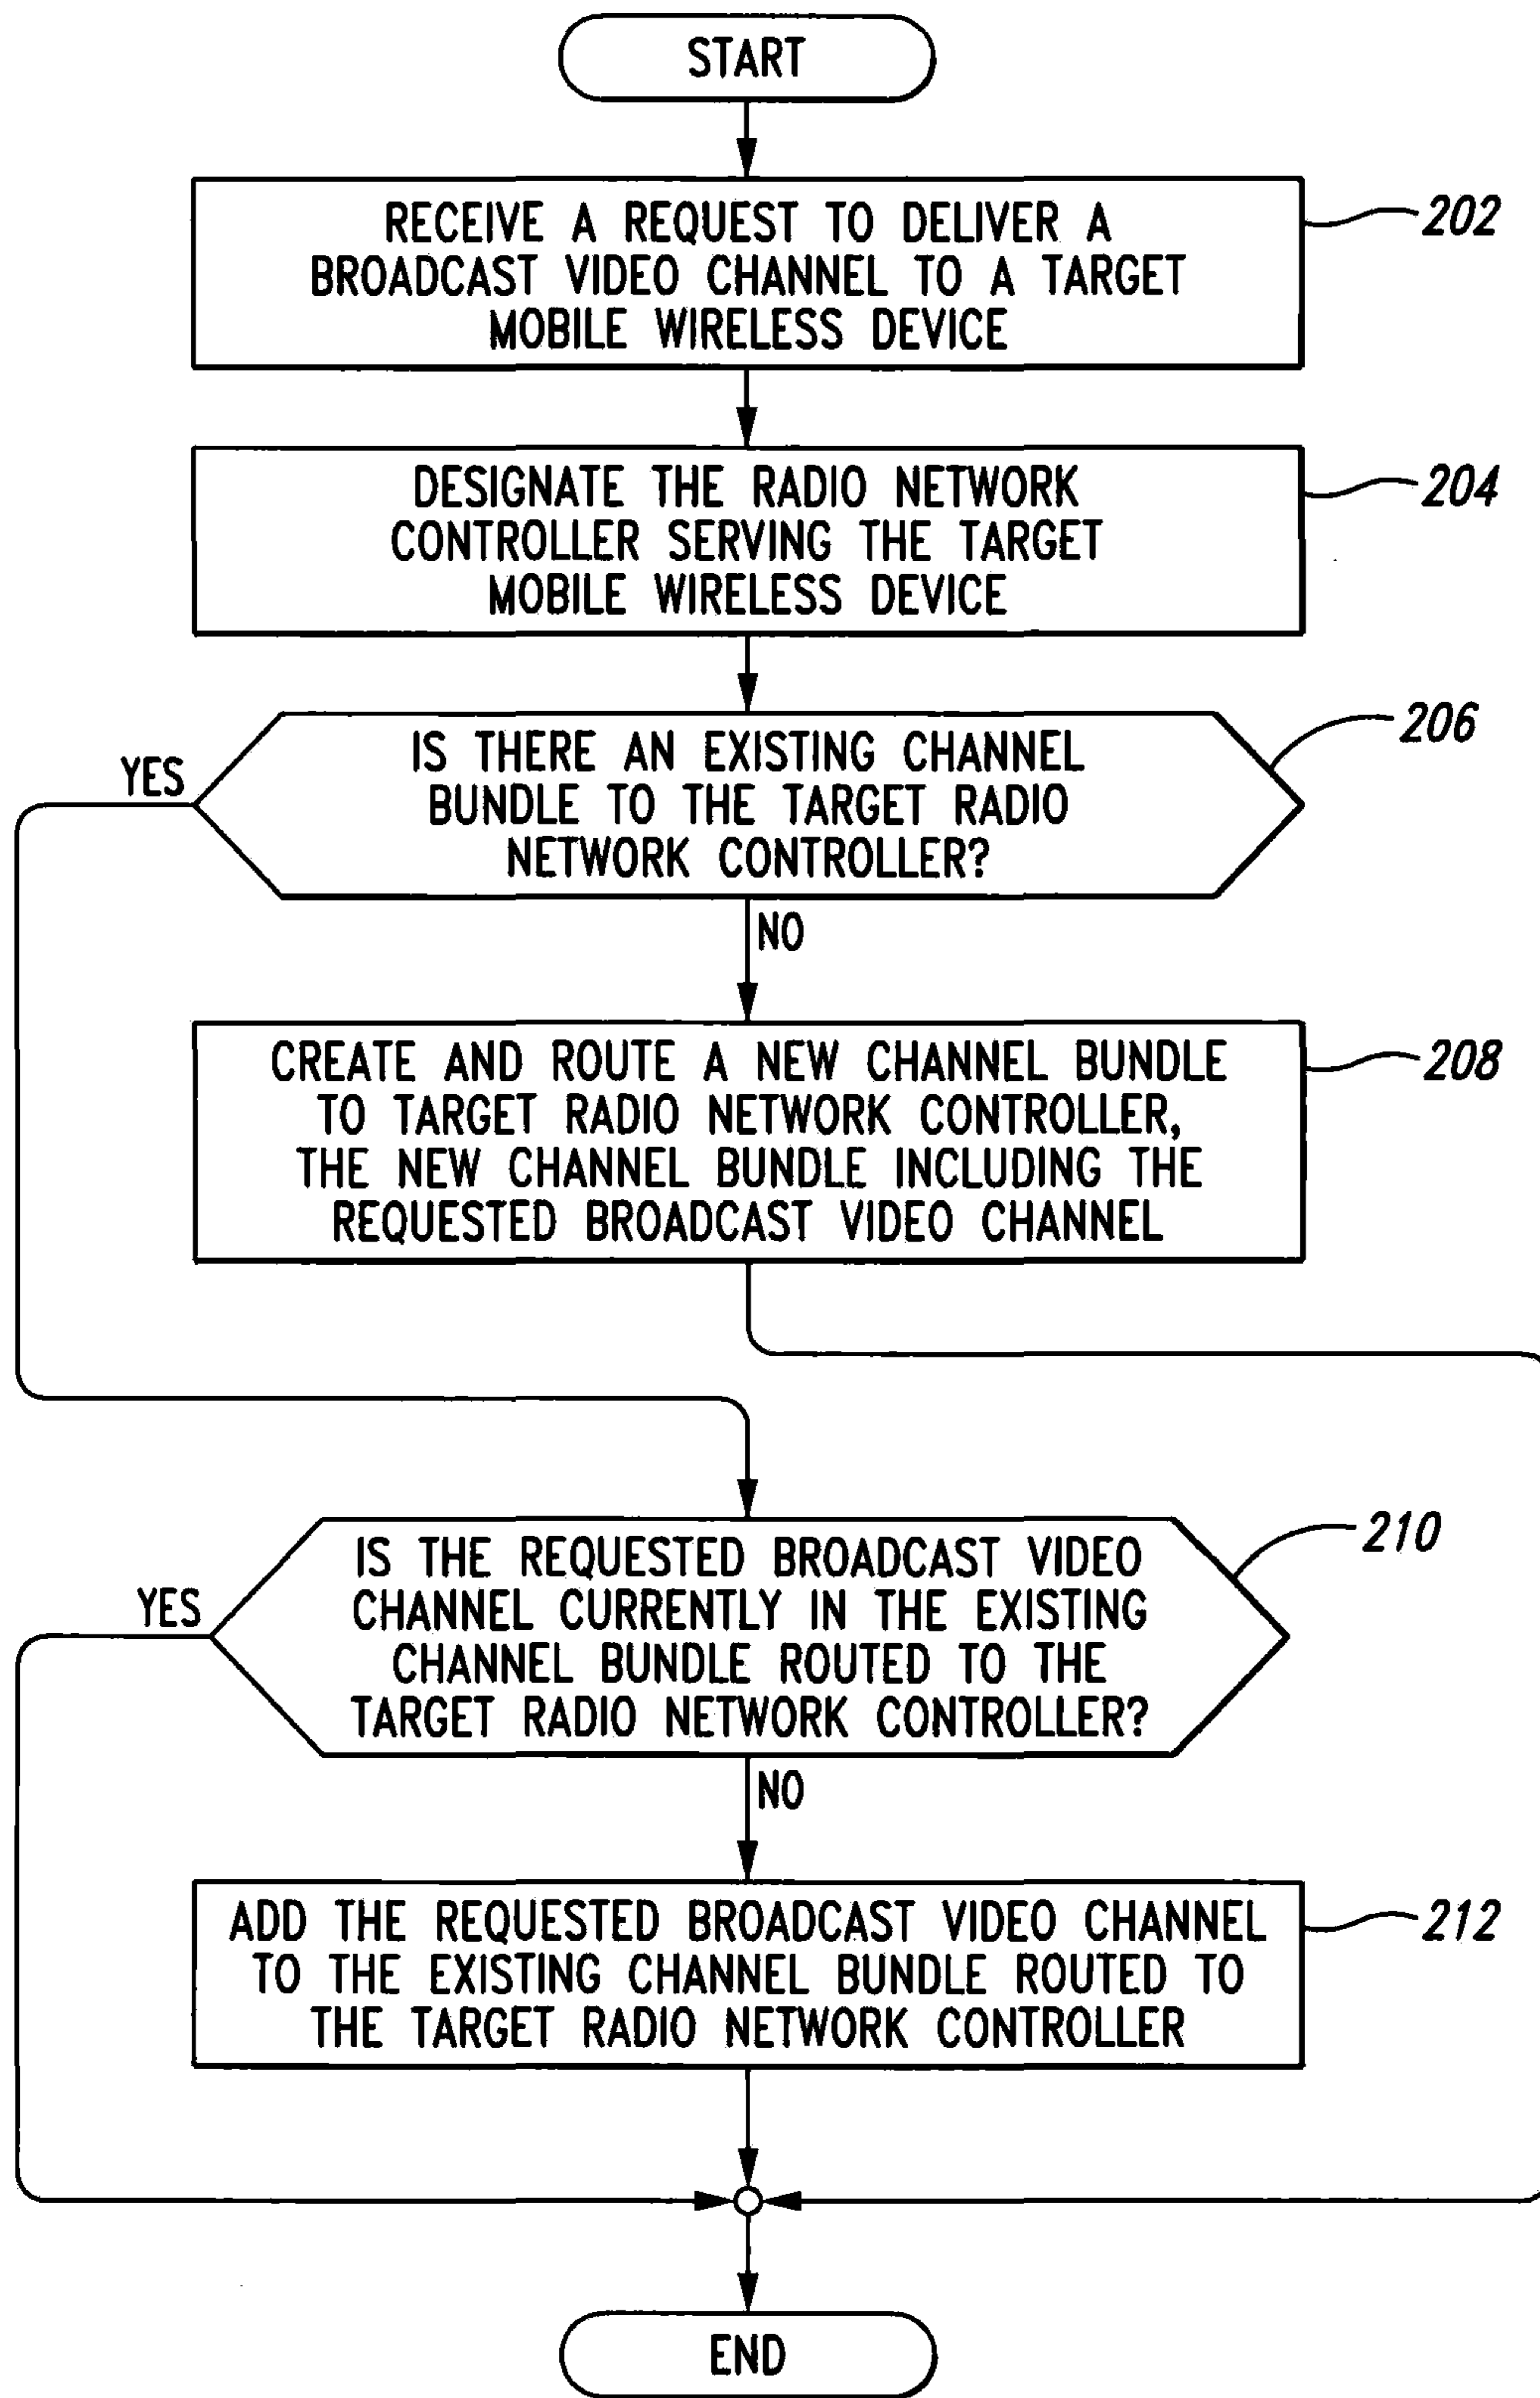 START
RECEIVE A REQUEST TO DELIVER A
BROADCAST VIDEO CHANNEL TO A TARGET
MOBILE WIRELESS DEVICE
202
DESIGNATE THE RADIO NETWORK
CONTROLLER SERVING THE TARGET
MOBILE WIRELESS DEVICE
204
IS THERE AN EXISTING CHANNEL
BUNDLE TO THE TARGET RADIO
NETWORK CONTROLLER?
206
YES
NO
CREATE AND ROUTE A NEW CHANNEL BUNDLE
TO TARGET RADIO NETWORK CONTROLLER,
THE NEW CHANNEL BUNDLE INCLUDING THE
REQUESTED BROADCAST VIDEO CHANNEL
208
IS THE REQUESTED BROADCAST VIDEO
CHANNEL CURRENTLY IN THE EXISTING
CHANNEL BUNDLE ROUTED TO THE
TARGET RADIO NETWORK CONTROLLER?
210
YES
NO
ADD THE REQUESTED BROADCAST VIDEO CHANNEL
TO THE EXISTING CHANNEL BUNDLE ROUTED TO
THE TARGET RADIO NETWORK CONTROLLER
212
END